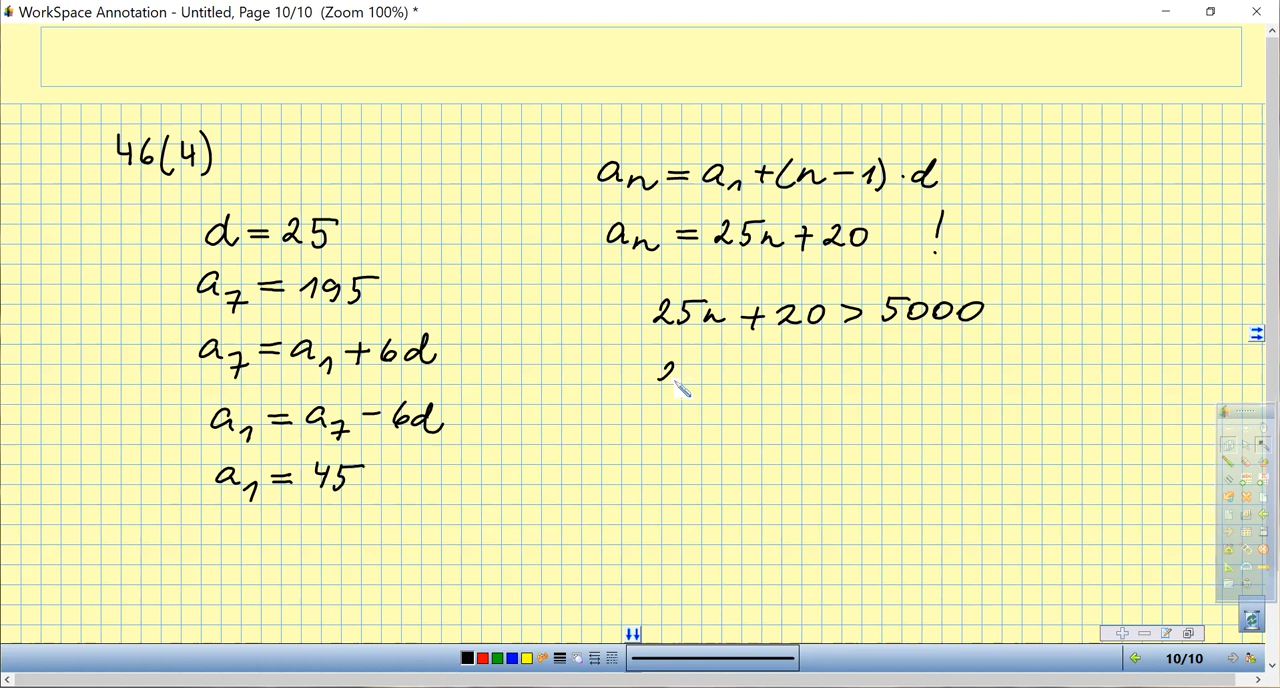 WorkSpace Annotation - Untitled, Page 10/10 (Zoom 100%) *
46(4)
d = 25
a₇ = 195
a₇ = a₁ + 6d
a₁ = a₇ - 6d
a₁ = 45
aₙ = a₁ + (n - 1) · d
aₙ = 25n + 20 !
25n + 20 > 5000
2
10/10